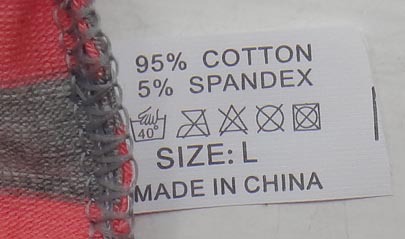 95% COTTON
5% SPANDEX
40°
SIZE: L
MADE IN CHINA